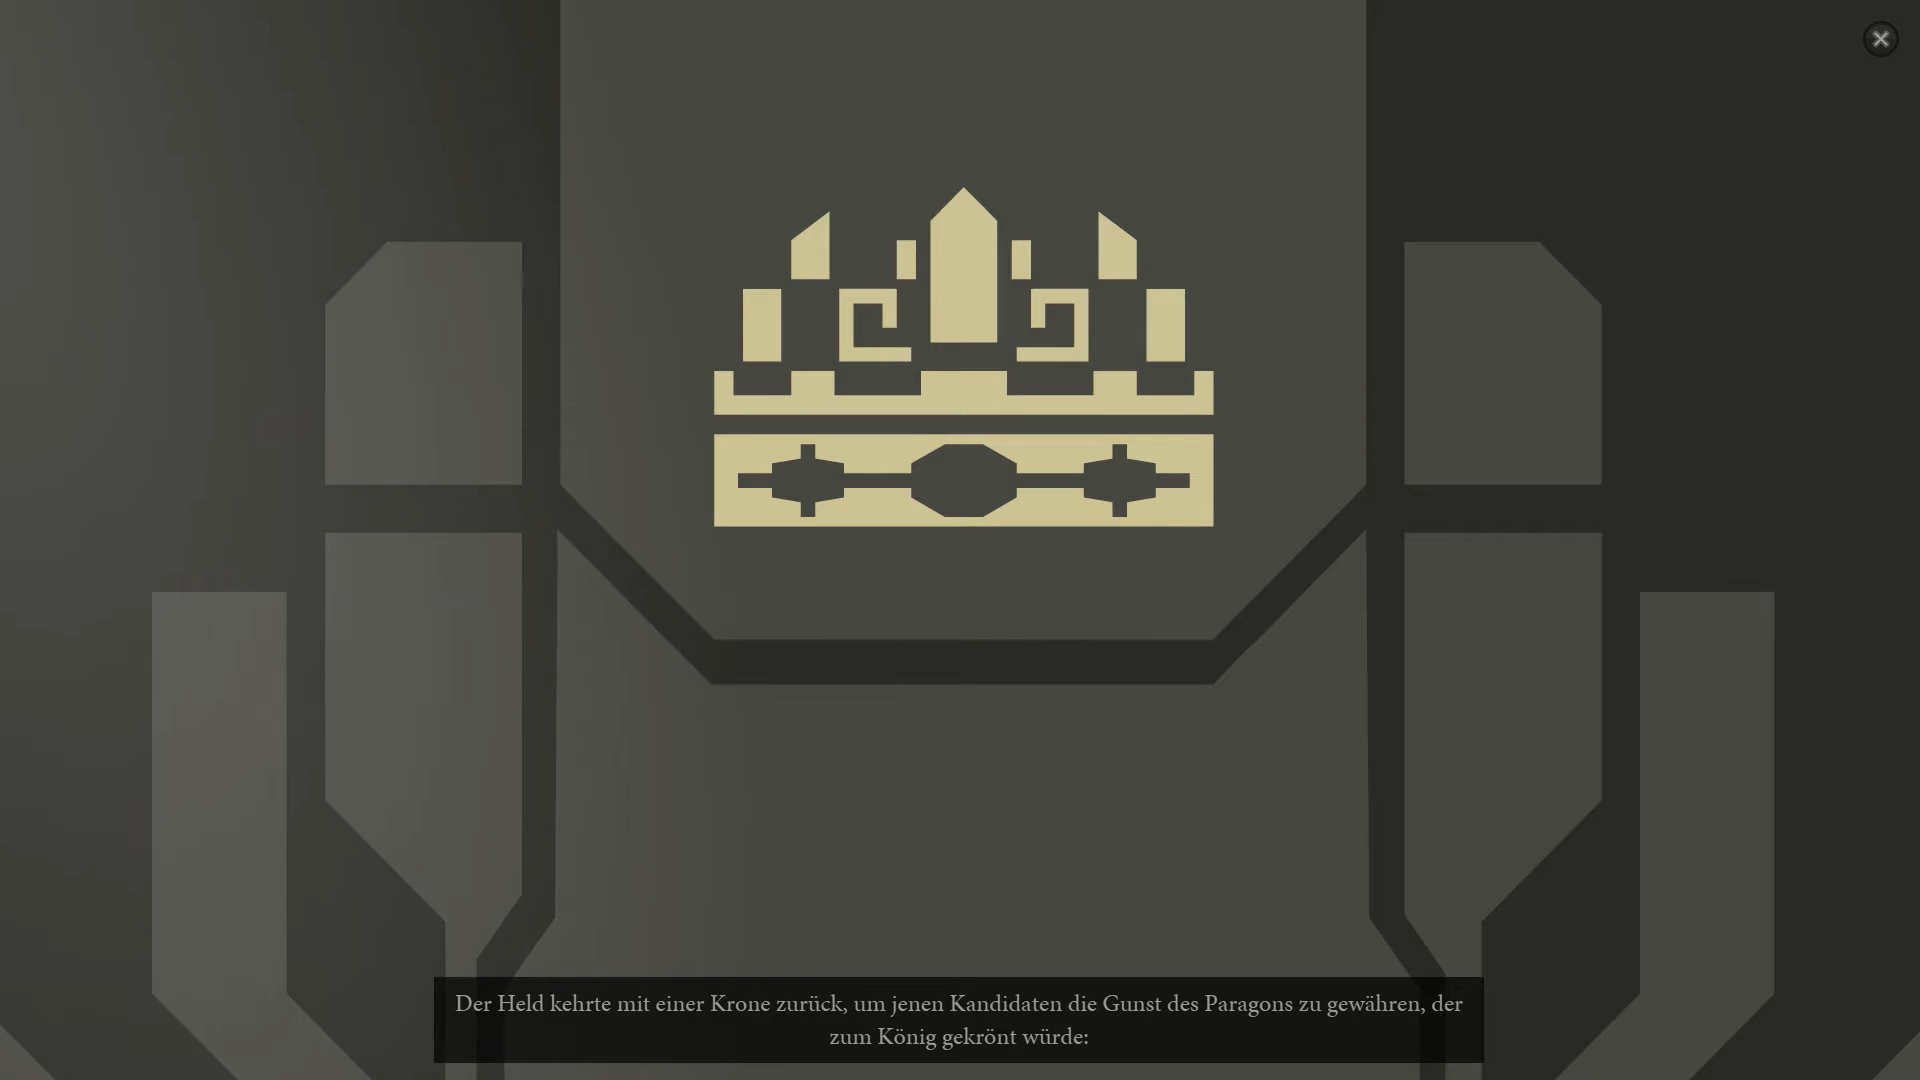 Der Held kehrte mit einer Krone zurück, um jenen Kandidaten die Gunst des Paragons zu gewähren, der
zum König gekrönt würde: